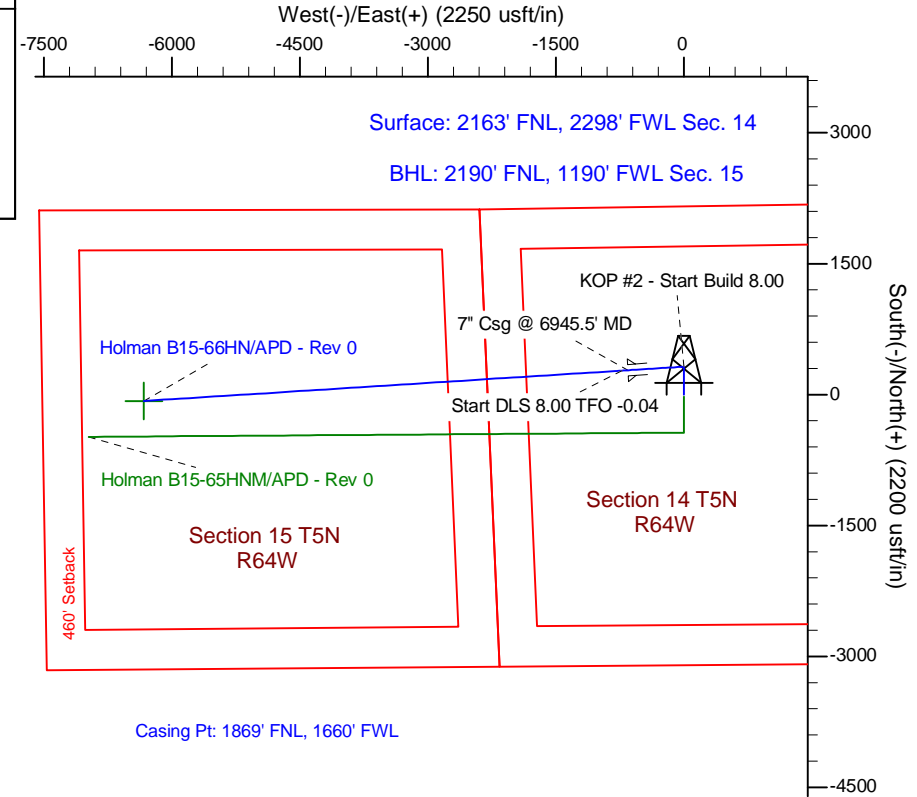 West(-)/East(+) (2250 usft/in)
-7500 -6000 -4500 -3000 -1500 0
Surface: 2163' FNL, 2298' FWL Sec. 14
BHL: 2190' FNL, 1190' FWL Sec. 15
3000
1500
0
-1500
-3000
-4500
South(-)/North(+) (2200 usft/in)
KOP #2 - Start Build 8.00
7" Csg @ 6945.5' MD
Holman B15-66HN/APD - Rev 0
Start DLS 8.00 TFO -0.04
Holman B15-65HNM/APD - Rev 0
Section 14 T5N
R64W
Section 15 T5N
R64W
460' Setback
Casing Pt: 1869' FNL, 1660' FWL